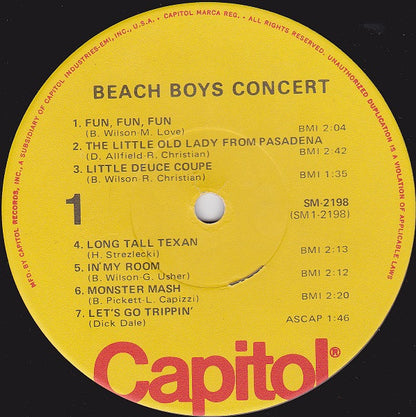 MFD. BY CAPITOL RECORDS, INC., A SUBSIDIARY OF CAPITOL INDUSTRIES-EMI, INC., U.S.A. • CAPITOL MARCA REG. • ALL RIGHTS RESERVED. UNAUTHORIZED DUPLICATION IS A VIOLATION OF APPLICABLE LAWS
BEACH BOYS CONCERT
1. FUN, FUN, FUN
(B. Wilson-M. Love) BMI 2:04
2. THE LITTLE OLD LADY FROM PASADENA
(D. Allfield-R. Christian) BMI 2:42
3. LITTLE DEUCE COUPE
(B. Wilson R. Christian) BMI 1:35
1
SM-2198
(SM1-2198)
4. LONG TALL TEXAN
(H. Strezlecki) BMI 2:13
5. IN MY ROOM
(B. Wilson-G. Usher) BMI 2:12
6. MONSTER MASH
(B. Pickett-L. Capizzi) BMI 2:20
7. LET'S GO TRIPPIN'
(Dick Dale) ASCAP 1:46
Capitol®